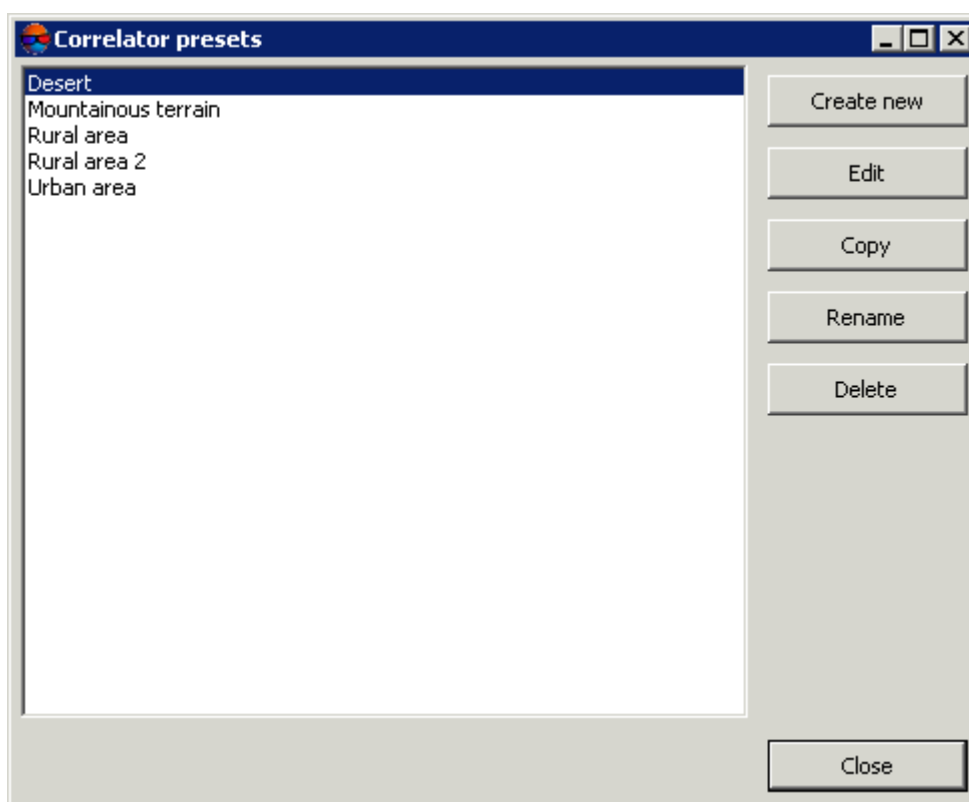 Correlator presets
Desert
Mountainous terrain
Rural area
Rural area 2
Urban area
Create new
Edit
Copy
Rename
Delete
Close